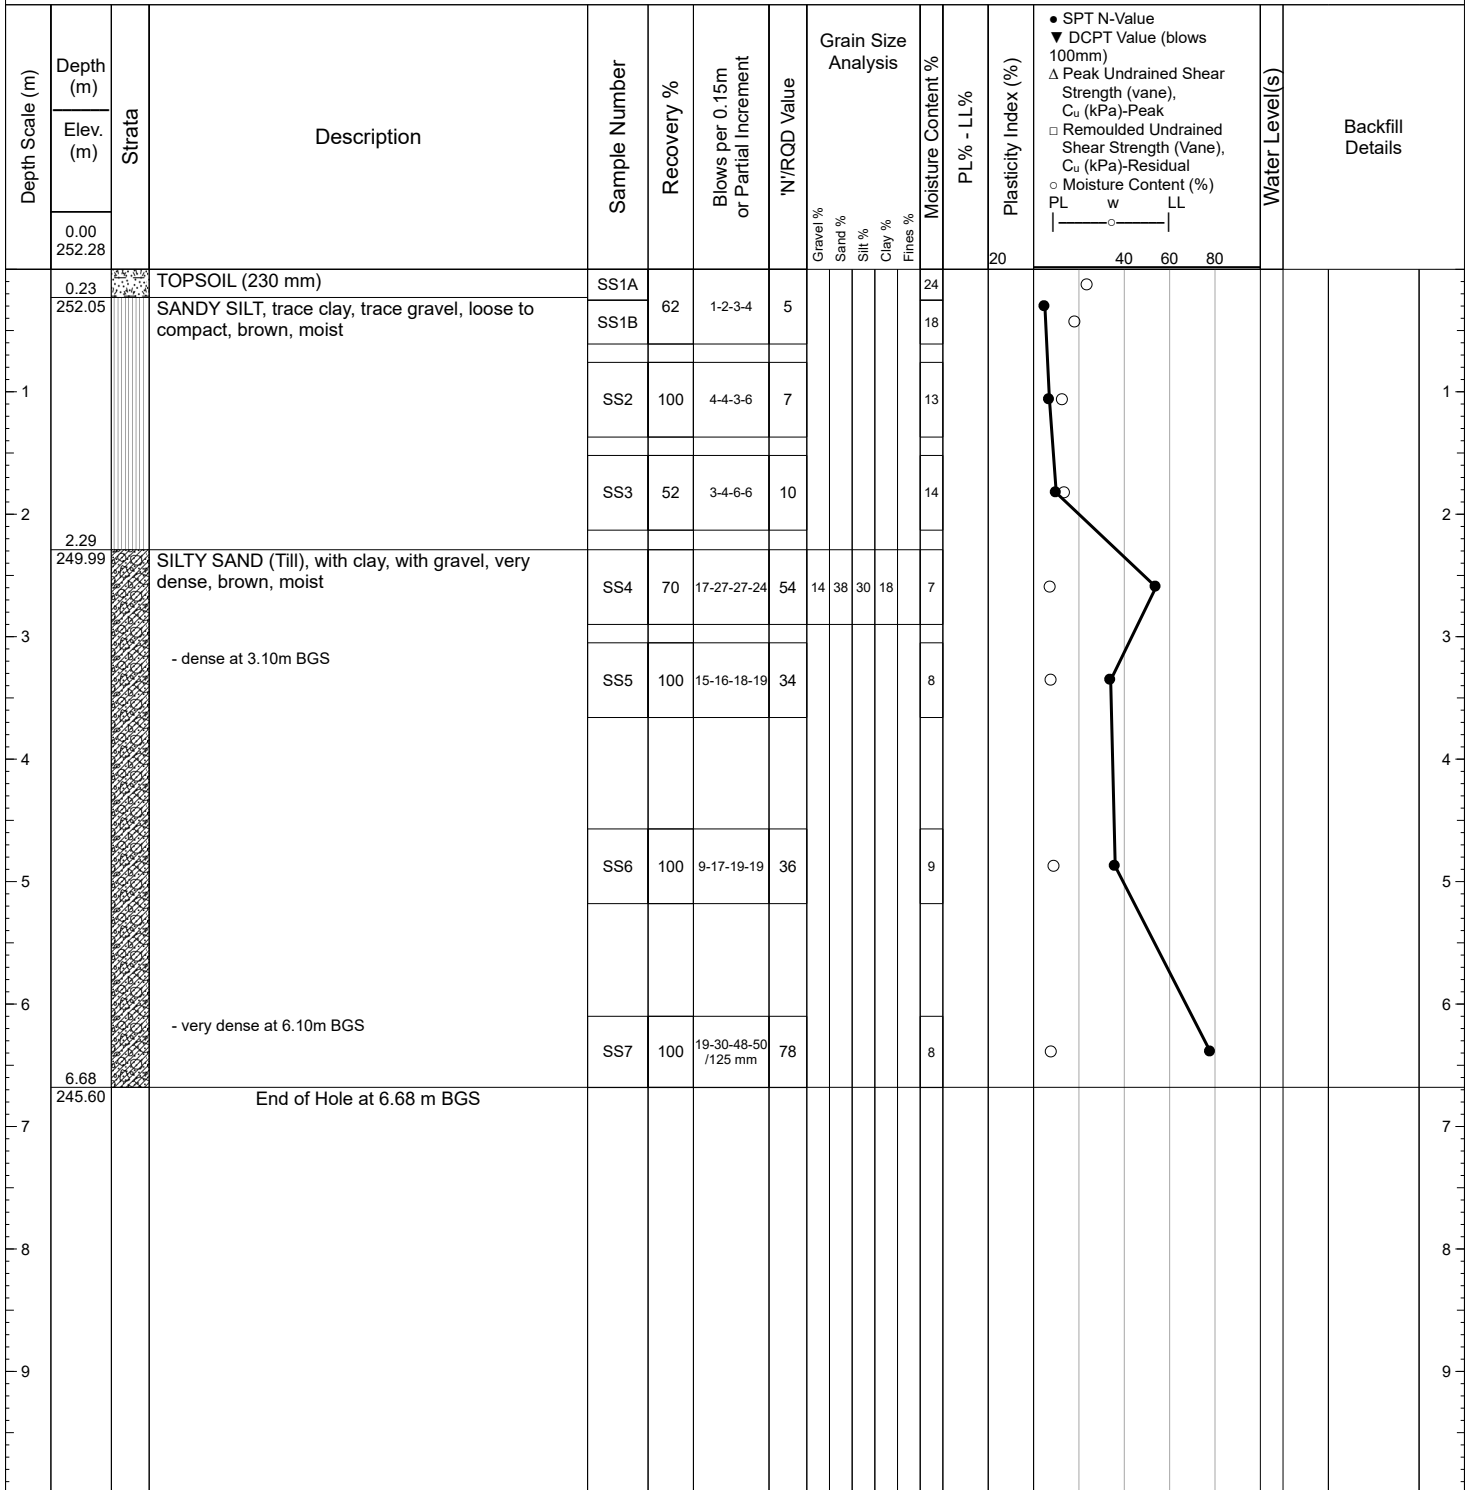 Depth Scale (m)
Depth
(m)
Elev.
(m)
0.00
252.28
Strata
Description
Sample Number
Recovery %
Blows per 0.15m
or Partial Increment
'N'/RQD Value
Grain Size
Analysis
Gravel %
Sand %
Silt %
Clay %
Fines %
Moisture Content %
PL% - LL%
Plasticity Index (%)
● SPT N-Value
▼ DCPT Value (blows
100mm)
Δ Peak Undrained Shear
Strength (vane),
Cu (kPa)-Peak
□ Remoulded Undrained
Shear Strength (Vane),
Cu (kPa)-Residual
○ Moisture Content (%)
PL w LL
20 40 60 80
Water Level(s)
Backfill
Details
0.23
252.05
TOPSOIL (230 mm)
SS1A 24
SANDY SILT, trace clay, trace gravel, loose to
compact, brown, moist
62 1-2-3-4 5
SS1B 18
1 SS2 100 4-4-3-6 7 13 1
SS3 52 3-4-6-6 10 14
2 2
2.29
249.99
SILTY SAND (Till), with clay, with gravel, very
dense, brown, moist
SS4 70 17-27-27-24 54 14 38 30 18 7
3 3
- dense at 3.10m BGS
SS5 100 15-16-18-19 34 8
4 4
SS6 100 9-17-19-19 36 9
5 5
6 6
- very dense at 6.10m BGS
SS7 100 19-30-48-50
/125 mm 78 8
6.68
245.60
End of Hole at 6.68 m BGS
7 7
8 8
9 9